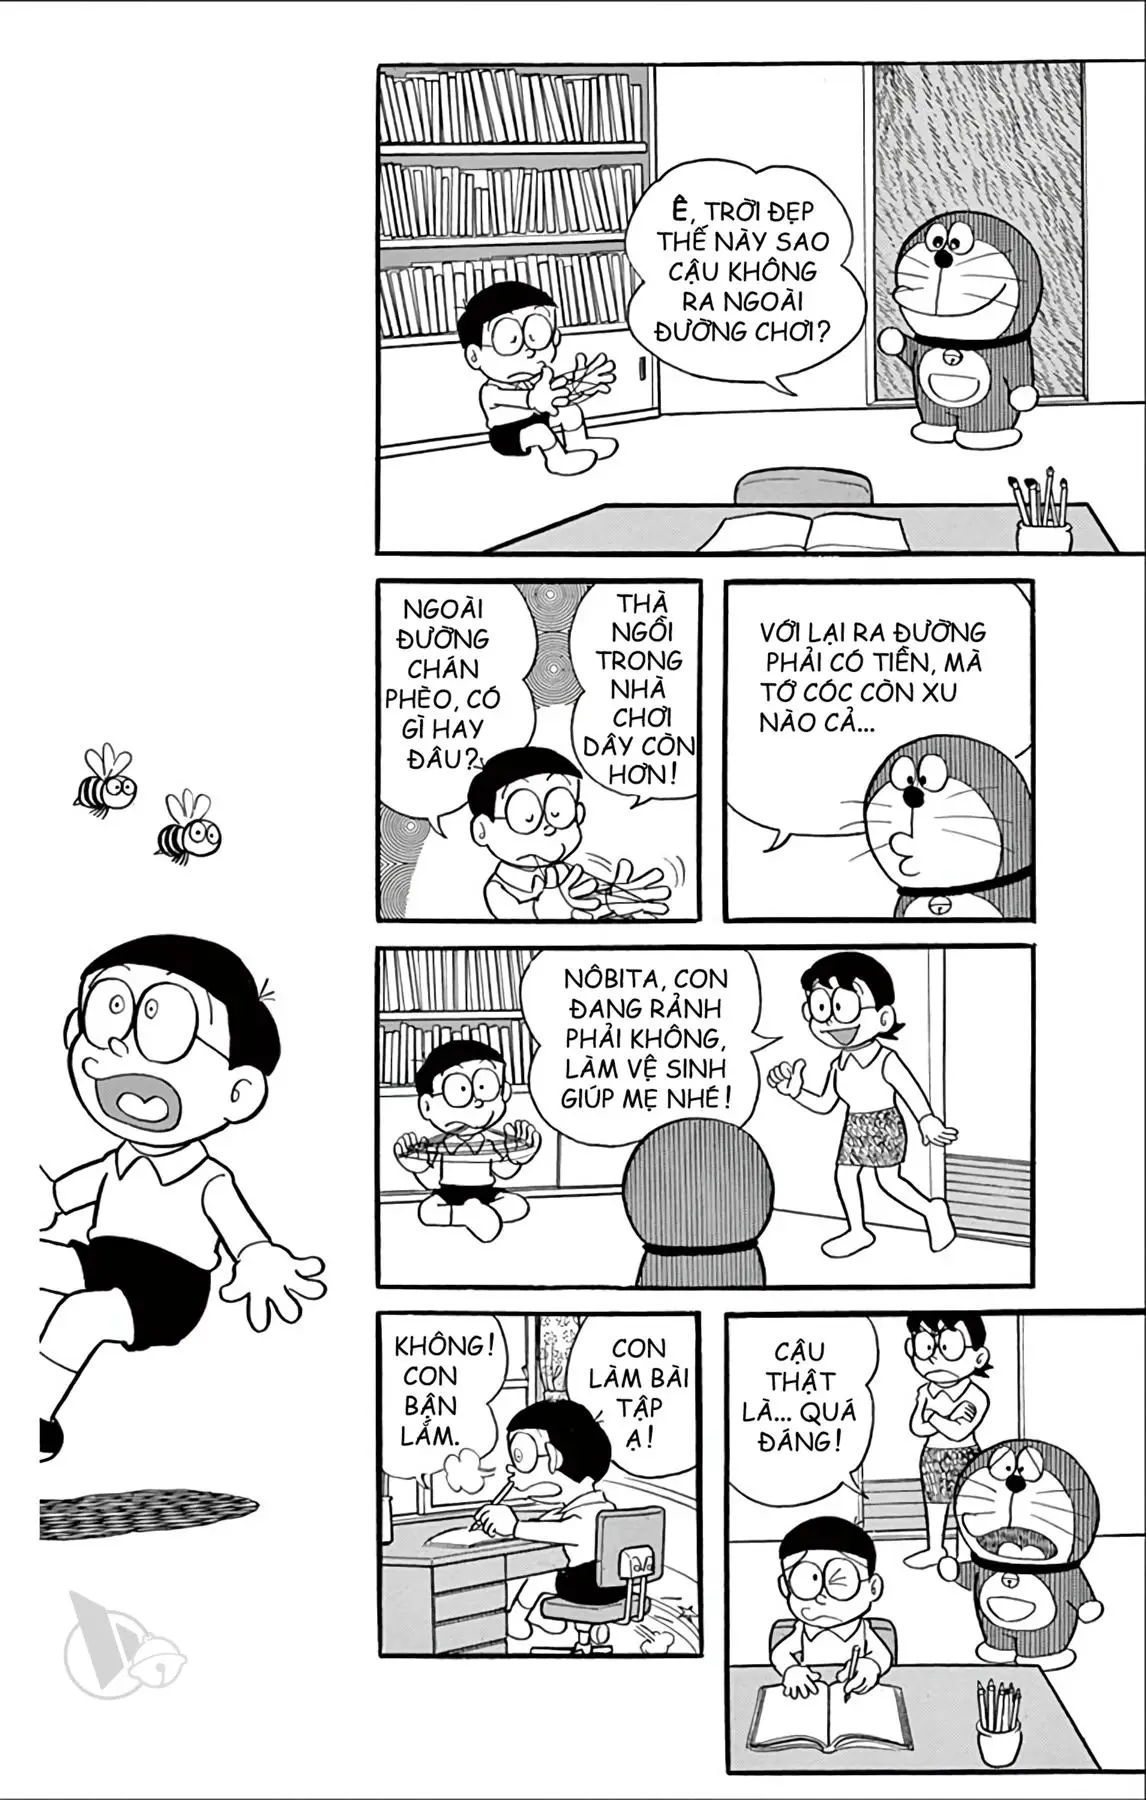 Ê, TRỜI ĐẸP
THẾ NÀY SAO
CẬU KHÔNG
RA NGOÀI
ĐƯỜNG CHƠI?
NGOÀI
ĐƯỜNG
CHÁN
PHÈO, CÓ
GÌ HAY
ĐÂU?
THÀ
NGỒI
TRONG
NHÀ
CHƠI
DÂY CÒN
HƠN!
VỚI LẠI RA ĐƯỜNG
PHẢI CÓ TIỀN, MÀ
TỚ CÓC CÒN XU
NÀO CẢ...
NÔBITA, CON
ĐANG RẢNH
PHẢI KHÔNG,
LÀM VỆ SINH
GIÚP MẸ NHÉ!
KHÔNG!
CON
BẬN
LẮM.
CON
LÀM BÀI
TẬP
Ạ!
CẬU
THẬT
LÀ... QUÁ
ĐÁNG!